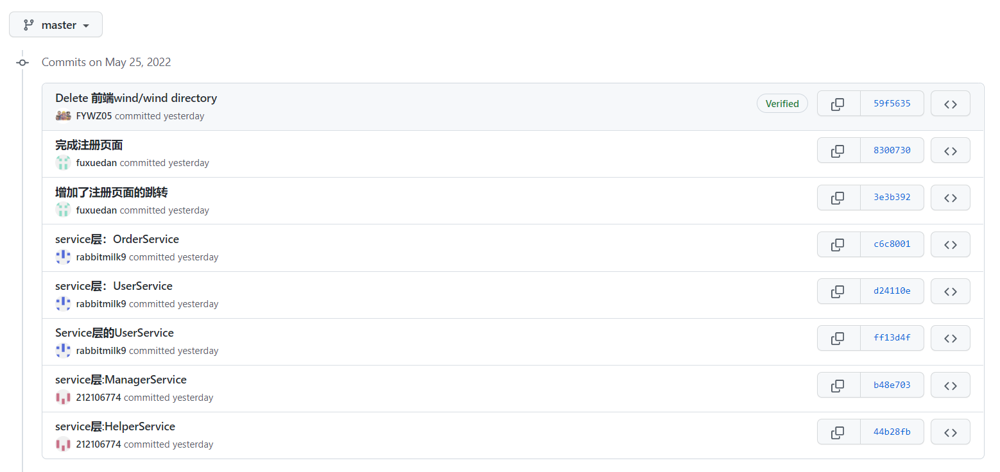 master
Commits on May 25, 2022
Delete 前端wind/wind directory
FYWZ05 committed yesterday
Verified
59f5635
完成注册页面
fuxuedan committed yesterday
8300730
增加了注册页面的跳转
fuxuedan committed yesterday
3e3b392
service层：OrderService
rabbitmilk9 committed yesterday
c6c8001
service层：UserService
rabbitmilk9 committed yesterday
d24110e
Service层的UserService
rabbitmilk9 committed yesterday
ff13d4f
service层:ManagerService
212106774 committed yesterday
b48e703
service层:HelperService
212106774 committed yesterday
44b28fb